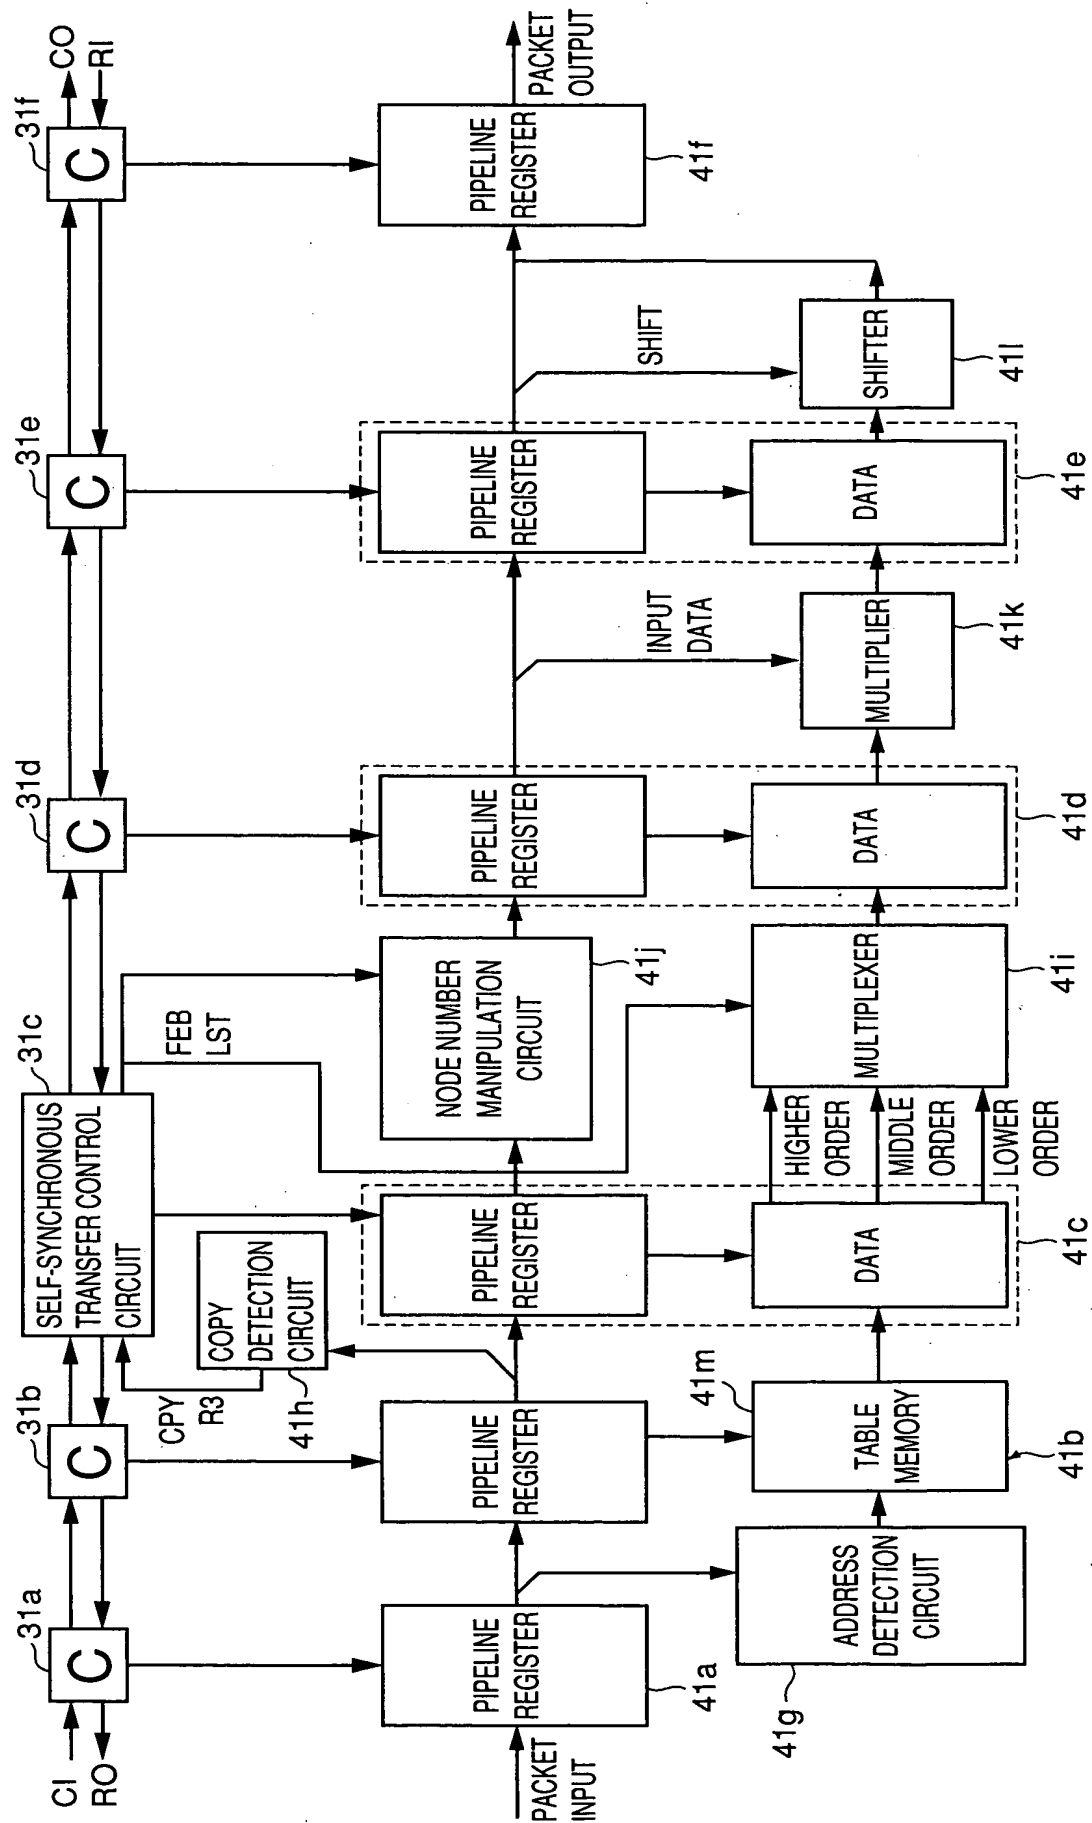 CI
RO
31a
C
31b
C
31c
SELF-SYNCHRONOUS
TRANSFER CONTROL
CIRCUIT
31d
C
31e
C
31f
C
CO
RI
CPY
R3
COPY
DETECTION
CIRCUIT
41h
FEB
LST
PACKET
INPUT
PIPELINE
REGISTER
41a
PIPELINE
REGISTER
PIPELINE
REGISTER
NODE NUMBER
MANIPULATION
CIRCUIT
41j
PIPELINE
REGISTER
PIPELINE
REGISTER
PIPELINE
REGISTER
41f
PACKET
OUTPUT
INPUT
DATA
SHIFT
41g
ADDRESS
DETECTION
CIRCUIT
41m
TABLE
MEMORY
41b
DATA
41c
HIGHER
ORDER
MIDDLE
ORDER
LOWER
ORDER
MULTIPLEXER
41i
DATA
41d
MULTIPLIER
41k
DATA
41e
SHIFTER
41l